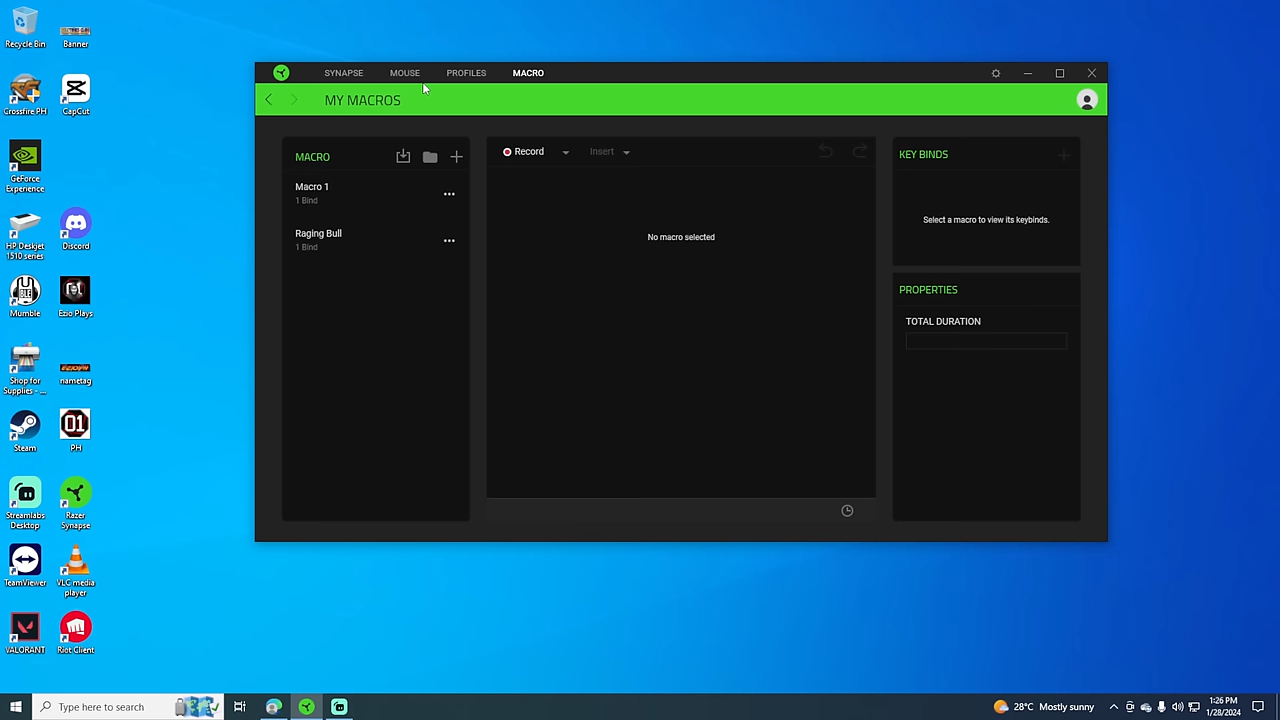 Recycle Bin
Banner
Crossfire PH
CapCut
GeForce
Experience
HP Deskjet
1510 series
Discord
Mumble
Ezio Plays
Shop for
Supplies - ...
nametag
Steam
PH
Streamlabs
Desktop
Razer
Synapse
TeamViewer
VLC media
player
VALORANT
Riot Client
SYNAPSE
MOUSE
PROFILES
MACRO
MY MACROS
MACRO
Macro 1
1 Bind
Raging Bull
1 Bind
Record
Insert
No macro selected
KEY BINDS
Select a macro to view its keybinds.
PROPERTIES
TOTAL DURATION
Type here to search
28°C Mostly sunny
1:26 PM
1/28/2024